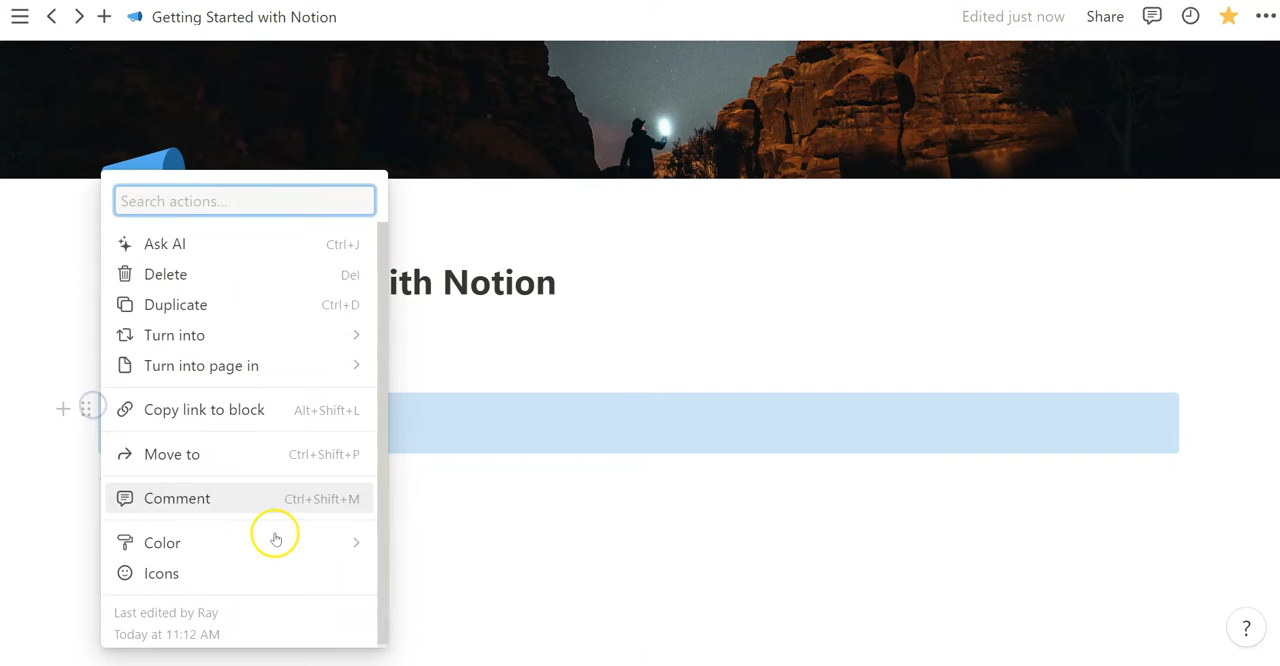 Getting Started with Notion
Edited just now
Share
Search actions...
ith Notion
Ask AI Ctrl+J
Delete Del
Duplicate Ctrl+D
Turn into
Turn into page in
Copy link to block Alt+Shift+L
Move to Ctrl+Shift+P
Comment Ctrl+Shift+M
Color
Icons
Last edited by Ray
Today at 11:12 AM
?